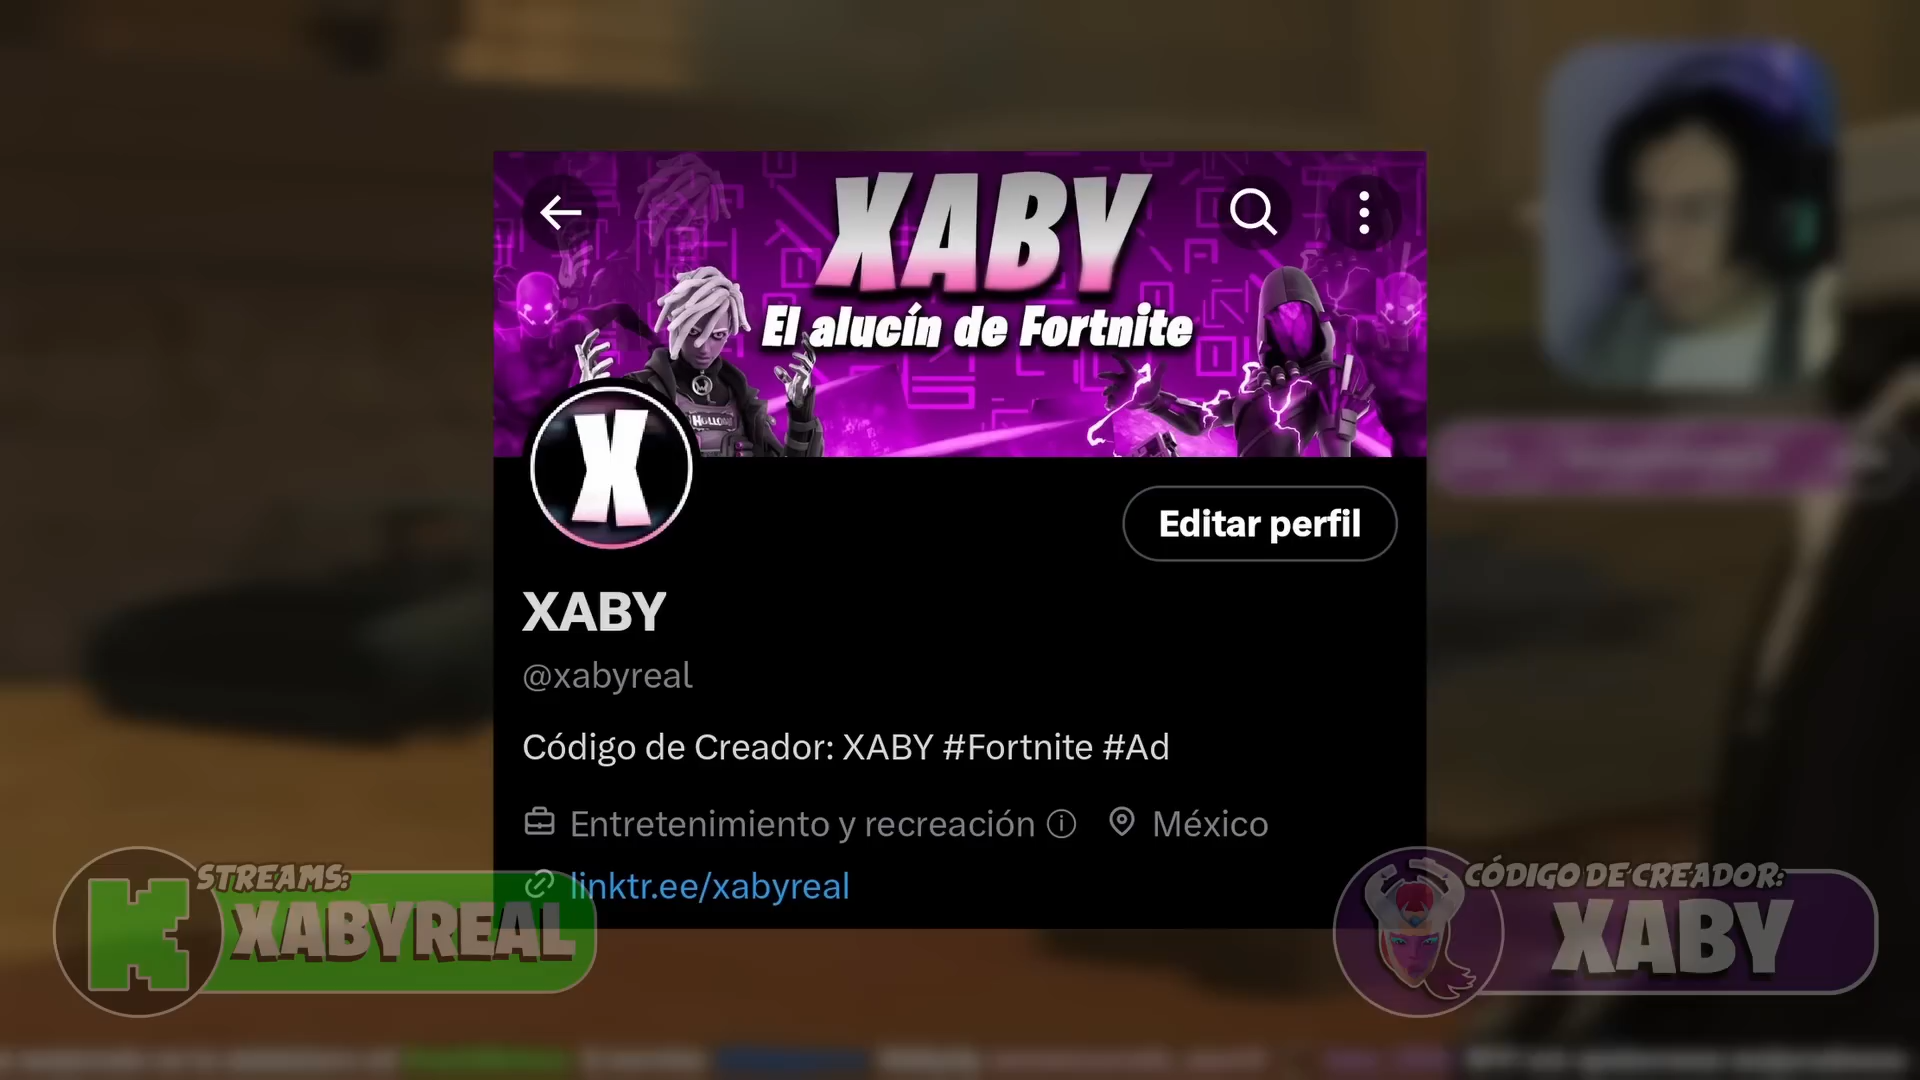 XABY
El alucín de Fortnite
HOLLOW
X
Editar perfil
XABY
@xabyreal
Código de Creador: XABY #Fortnite #Ad
Entretenimiento y recreación
México
linktr.ee/xabyreal
STREAMS:
XABYREAL
CÓDIGO DE CREADOR:
XABY